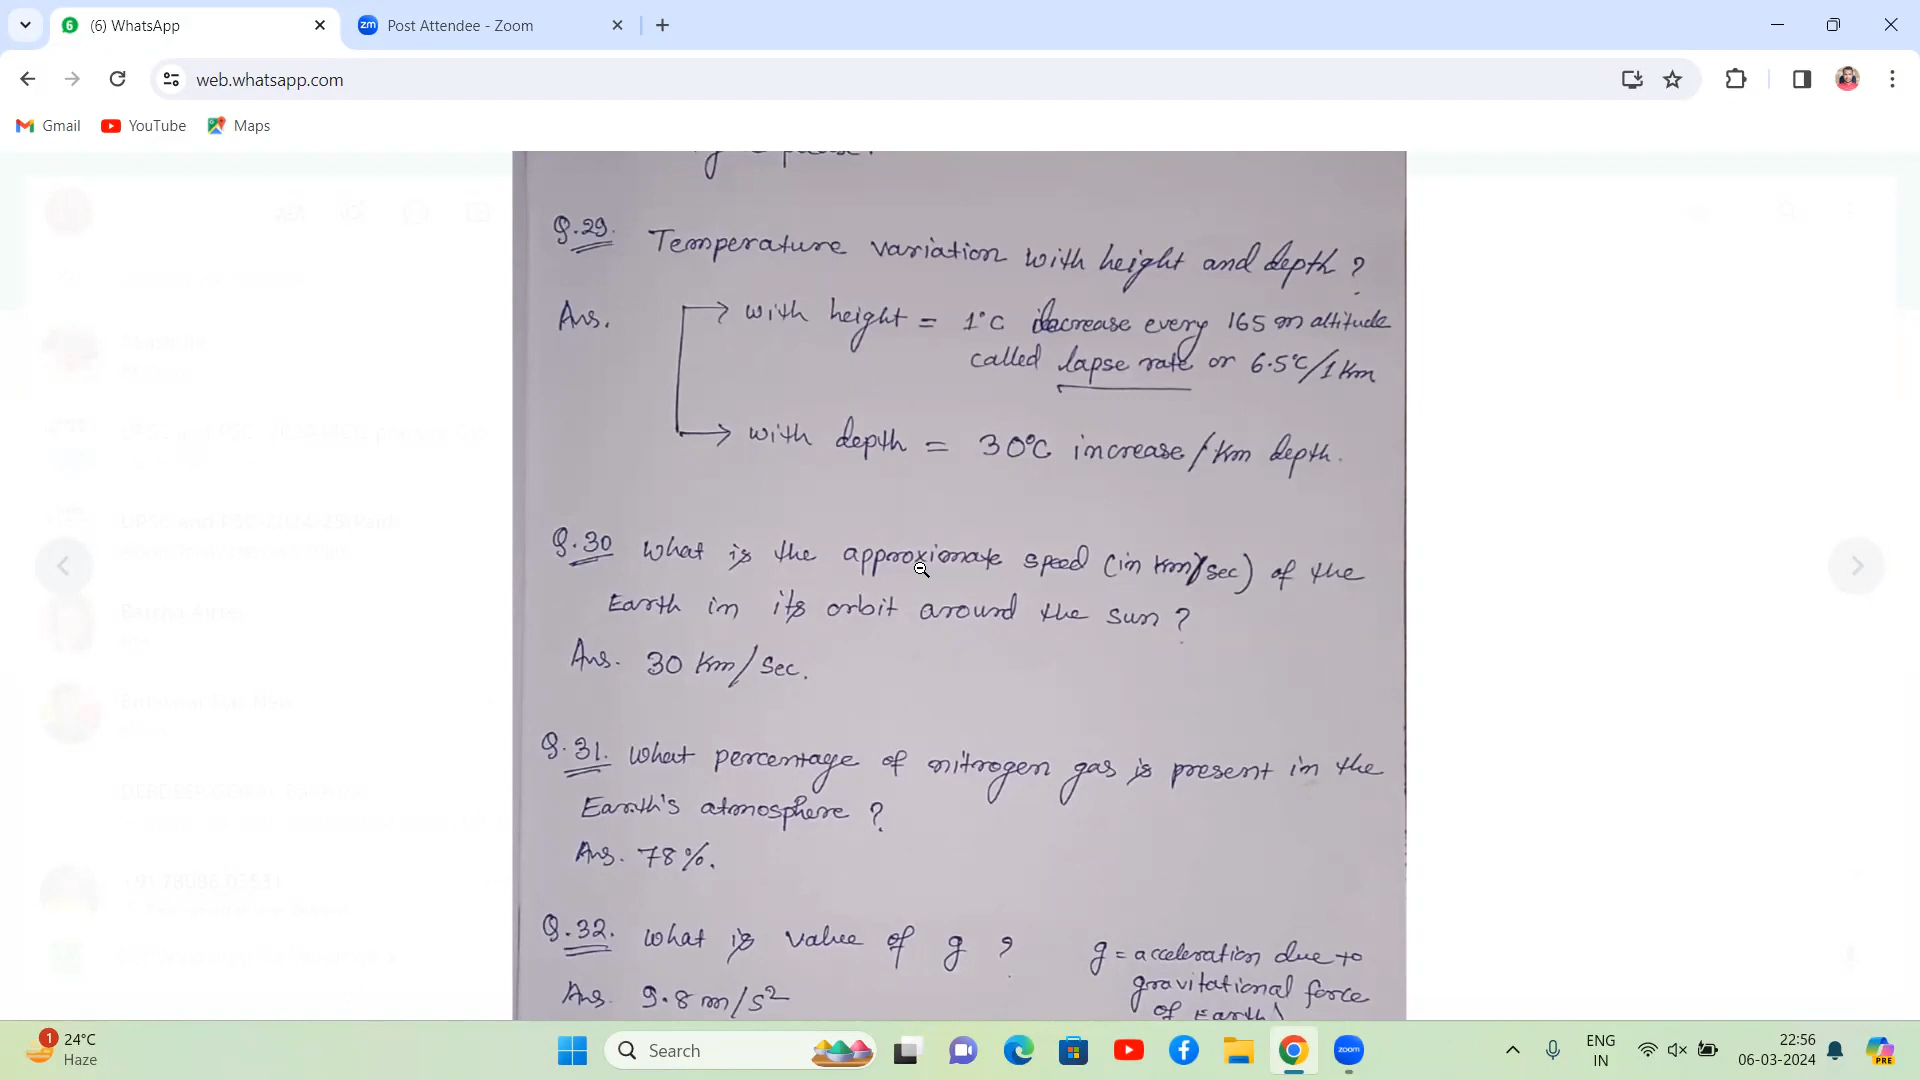 (6) WhatsApp
Post Attendee - Zoom
web.whatsapp.com
Gmail
YouTube
Maps
Q.29. Temperature variation with height and depth ?
Ans. with height = 1°C decrease every 165 m altitude
called lapse rate or 6.5°C/1 Km
with depth = 30°C increase/Km depth.
Q.30 What is the approximate speed (in Km/sec) of the
Earth in its orbit around the sun ?
Ans. 30 Km/Sec.
Q.31. What percentage of nitrogen gas is present in the
Earth's atmosphere ?
Ans. 78%.
Q.32. What is value of g ?
g = acceleration due to
gravitational force
of Earth
Ans. 9.8 m/s²
1
24°C
Haze
Search
zoom
ENG
IN
22:56
06-03-2024
PRE